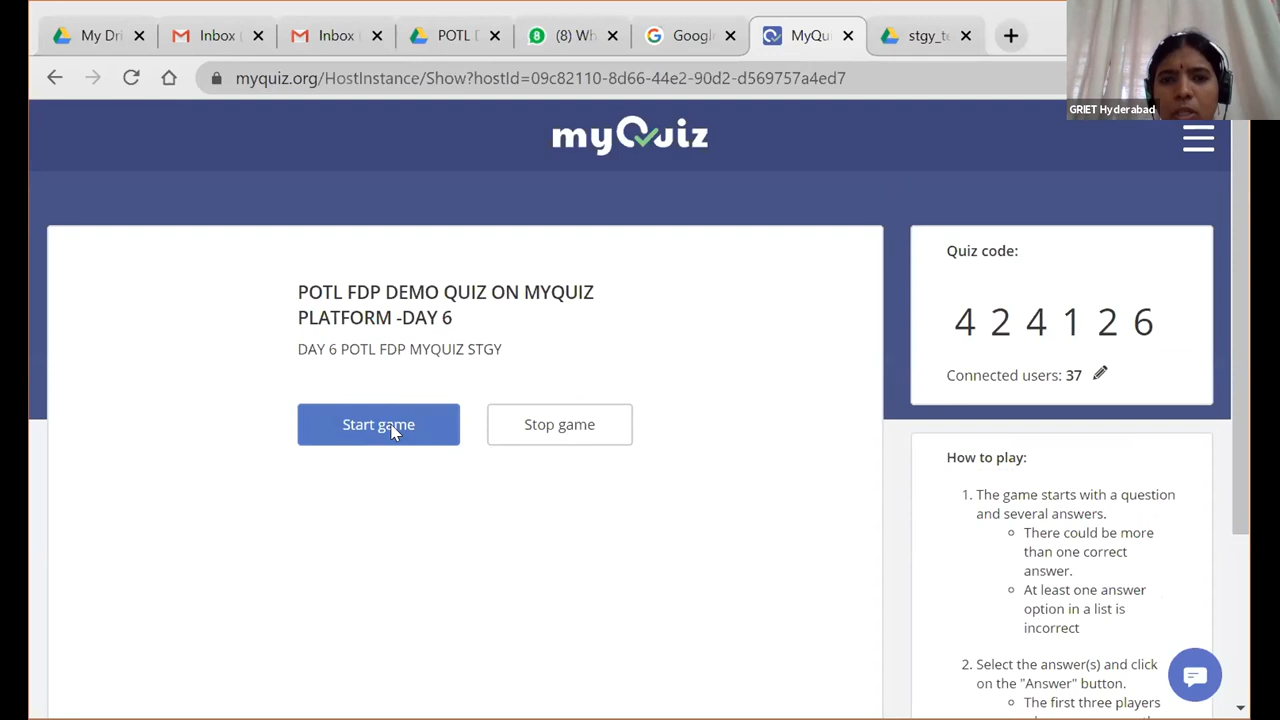 My Dri
Inbox
Inbox
POTL D
(8) Wh
Google
MyQui
stgy_te
myquiz.org/HostInstance/Show?hostId=09c82110-8d66-44e2-90d2-d569757a4ed7
GRIET Hyderabad
myQuiz
POTL FDP DEMO QUIZ ON MYQUIZ
PLATFORM -DAY 6
DAY 6 POTL FDP MYQUIZ STGY
Start game
Stop game
Quiz code:
4 2 4 1 2 6
Connected users: 37
How to play:
1. The game starts with a question
and several answers.
There could be more
than one correct
answer.
At least one answer
option in a list is
incorrect
2. Select the answer(s) and click
on the "Answer" button.
The first three players